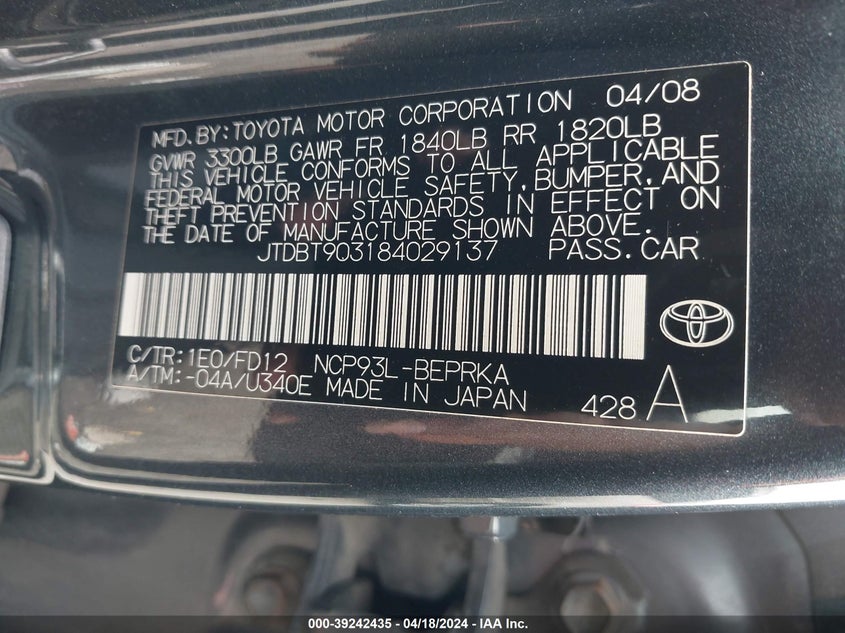 MFD.BY:TOYOTA MOTOR CORPORATION 04/08
GVWR 3300LB GAWR FR 1840LB RR 1820LB
THIS VEHICLE CONFORMS TO ALL APPLICABLE
FEDERAL MOTOR VEHICLE SAFETY,BUMPER,AND
THEFT PREVENTION STANDARDS IN EFFECT ON
THE DATE OF MANUFACTURE SHOWN ABOVE.
JTDBT903184029137 PASS.CAR
C/TR:1E0/FD12 NCP93L-BEPRKA
A/TM:-04A/U340E MADE IN JAPAN 428 A
000-39242435 - 04/18/2024 - IAA Inc.